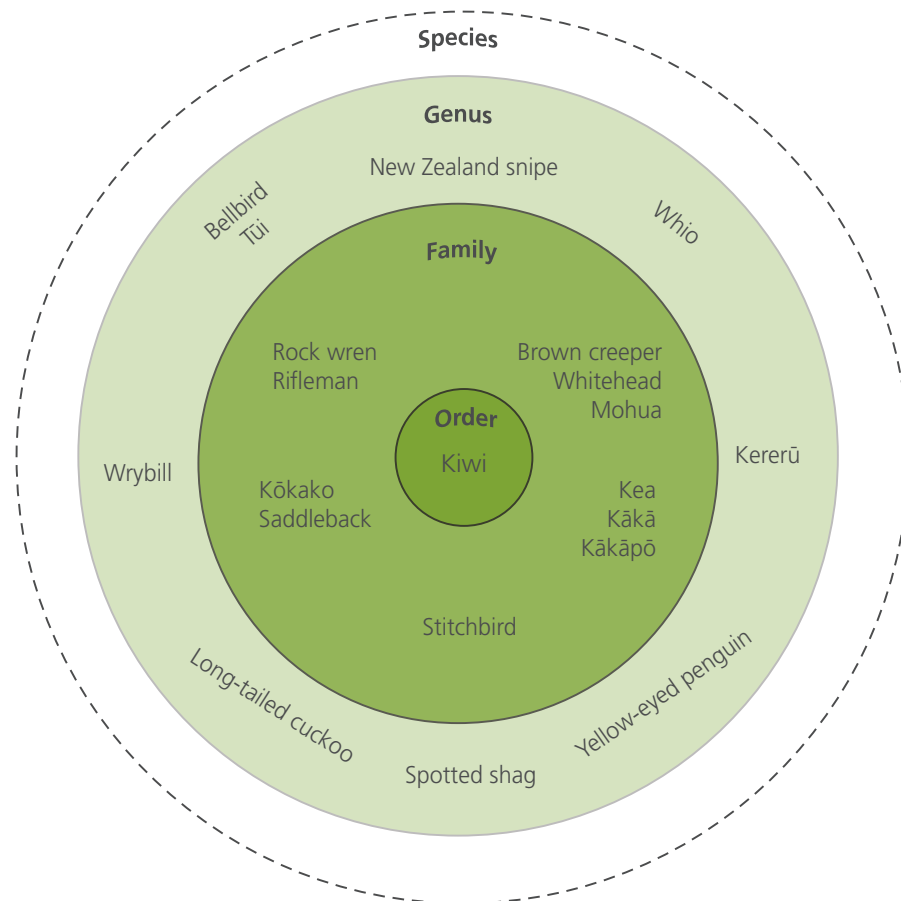 Species
Genus
New Zealand snipe
Bellbird
Tūi
Whio
Family
Rock wren
Rifleman
Brown creeper
Whitehead
Mohua
Order
Kiwi
Wrybill
Kererū
Kōkako
Saddleback
Kea
Kākā
Kākāpō
Stitchbird
Long-tailed cuckoo
Yellow-eyed penguin
Spotted shag